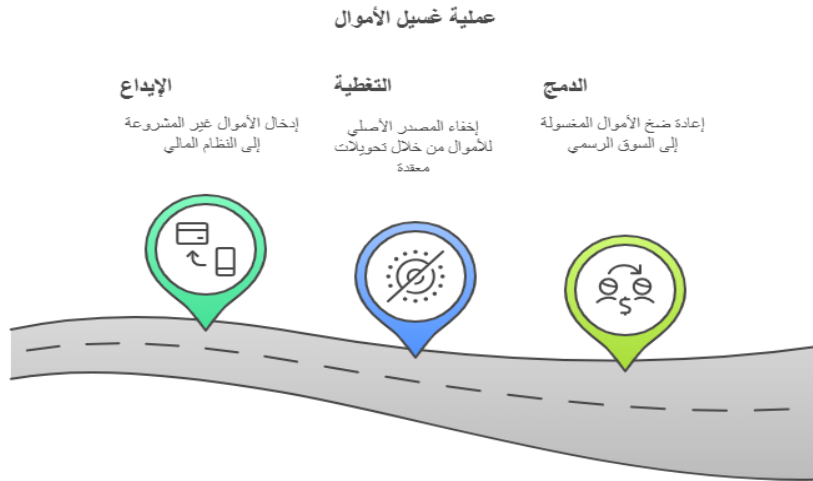 عملية غسيل الأموال
الإيداع
إدخال الأموال غير المشروعة
إلى النظام المالي
التغطية
إخفاء المصدر الأصلي
للأموال من خلال تحويلات
معقدة
الدمج
إعادة ضخ الأموال المغسولة
إلى السوق الرسمي
$